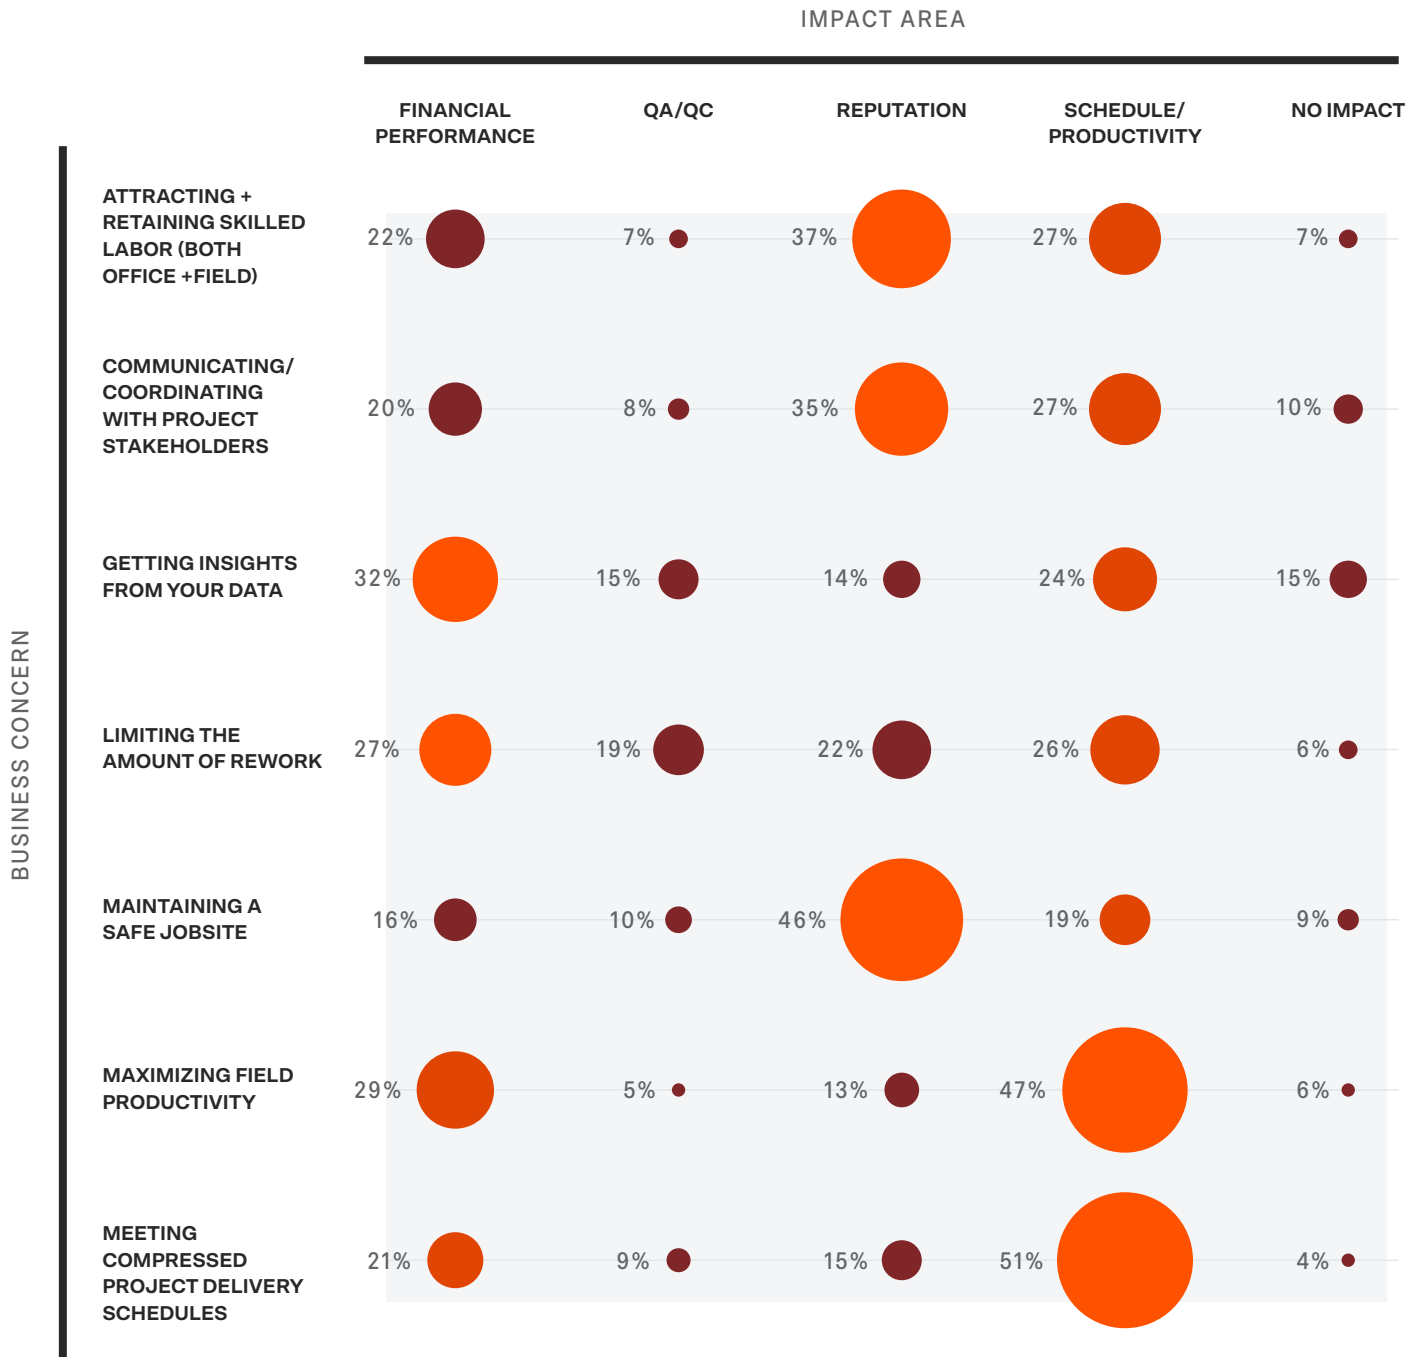 IMPACT AREA
FINANCIAL
PERFORMANCE
QA/QC
REPUTATION
SCHEDULE/
PRODUCTIVITY
NO IMPACT
BUSINESS CONCERN
ATTRACTING +
RETAINING SKILLED
LABOR (BOTH
OFFICE +FIELD)
22% 7% 37% 27% 7%
COMMUNICATING/
COORDINATING
WITH PROJECT
STAKEHOLDERS
20% 8% 35% 27% 10%
GETTING INSIGHTS
FROM YOUR DATA
32% 15% 14% 24% 15%
LIMITING THE
AMOUNT OF REWORK
27% 19% 22% 26% 6%
MAINTAINING A
SAFE JOBSITE
16% 10% 46% 19% 9%
MAXIMIZING FIELD
PRODUCTIVITY
29% 5% 13% 47% 6%
MEETING
COMPRESSED
PROJECT DELIVERY
SCHEDULES
21% 9% 15% 51% 4%